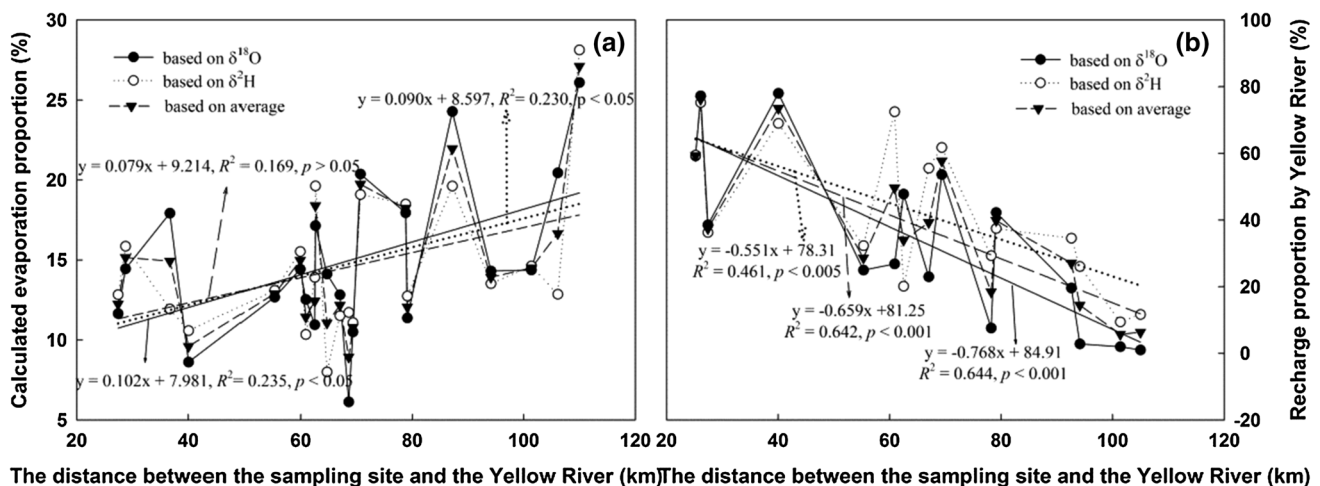 Calculated evaporation proportion (%)
30
25
20
15
10
5
(a)
based on δ¹⁸O
based on δ²H
based on average
y = 0.090x + 8.597, R² = 0.230, p < 0.05
y = 0.079x + 9.214, R² = 0.169, p > 0.05
y = 0.102x + 7.981, R² = 0.235, p < 0.05
20 40 60 80 100 120
The distance between the sampling site and the Yellow River (km)
(b)
based on δ¹⁸O
based on δ²H
based on average
y = -0.551x + 78.31
R² = 0.461, p < 0.005
y = -0.659x +81.25
R² = 0.642, p < 0.001
y = -0.768x + 84.91
R² = 0.644, p < 0.001
100
80
60
40
20
0
-20
Recharge proportion by Yellow River (%)
20 40 60 80 100 120
The distance between the sampling site and the Yellow River (km)